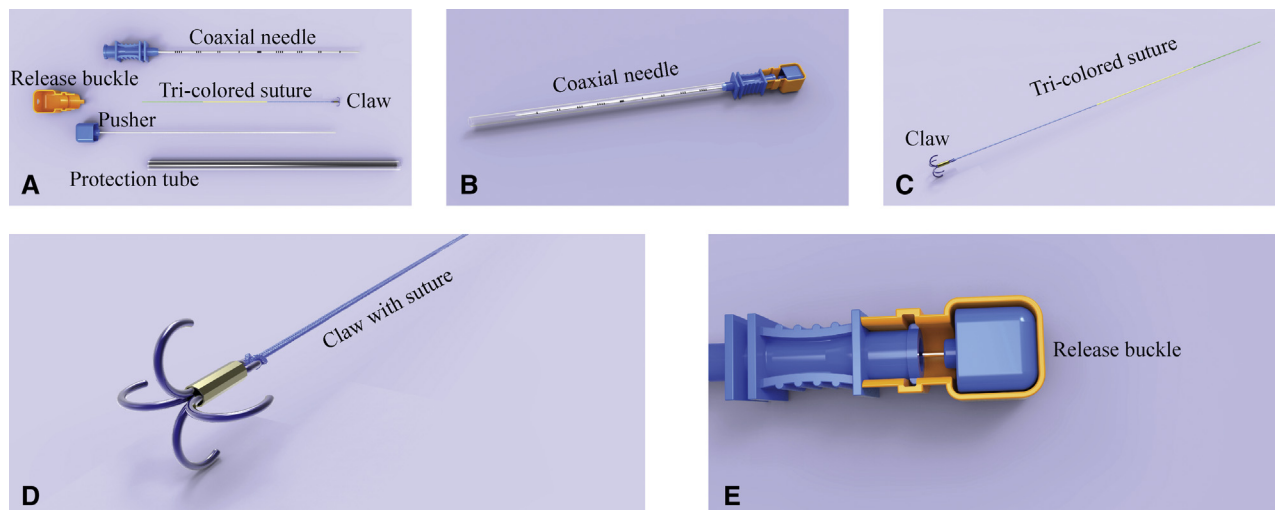 Coaxial needle
Release buckle
Tri-colored suture
Claw
Pusher
Protection tube
A
Coaxial needle
B
Tri-colored suture
Claw
C
Claw with suture
D
Release buckle
E